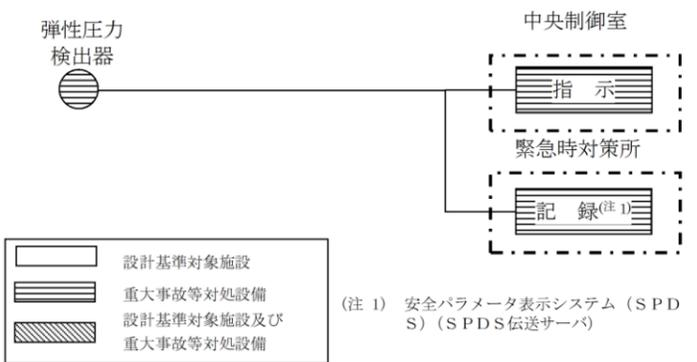 弾性圧力
検出器
中央制御室
指 示
緊急時対策所
記 録(注 1)
設計基準対象施設
重大事故等対処設備
設計基準対象施設及び
重大事故等対処設備
(注 1) 安全パラメータ表示システム(SPD
S)(SPDS伝送サーバ)